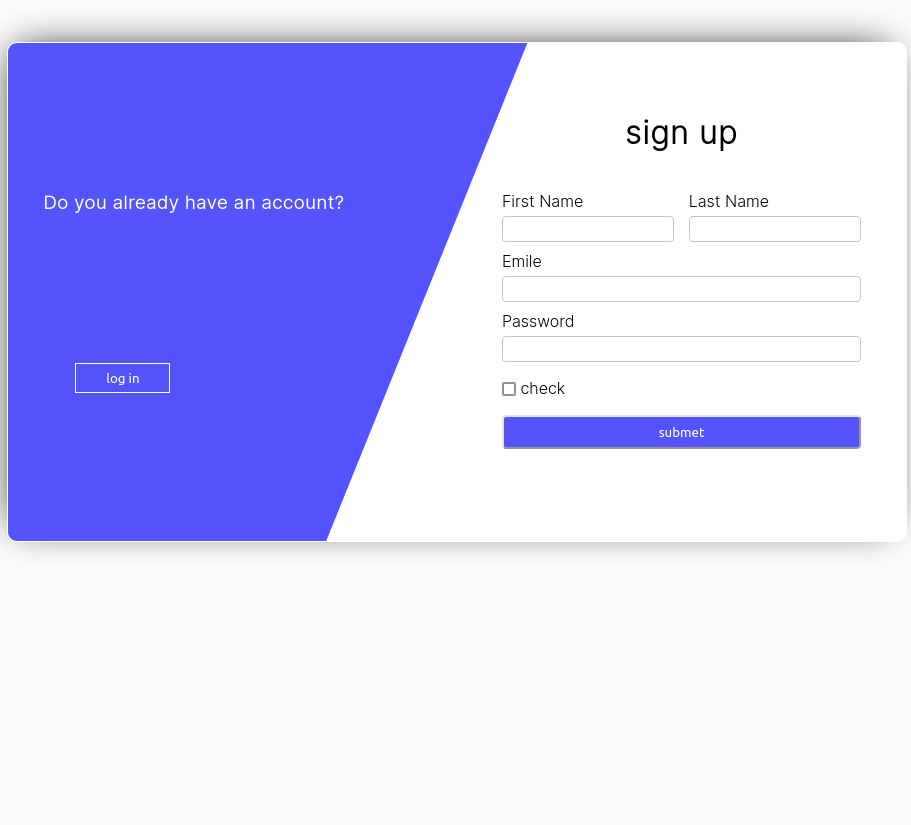 Do you already have an account?
log in
sign up
First Name Last Name
Emile
Password
check
submet